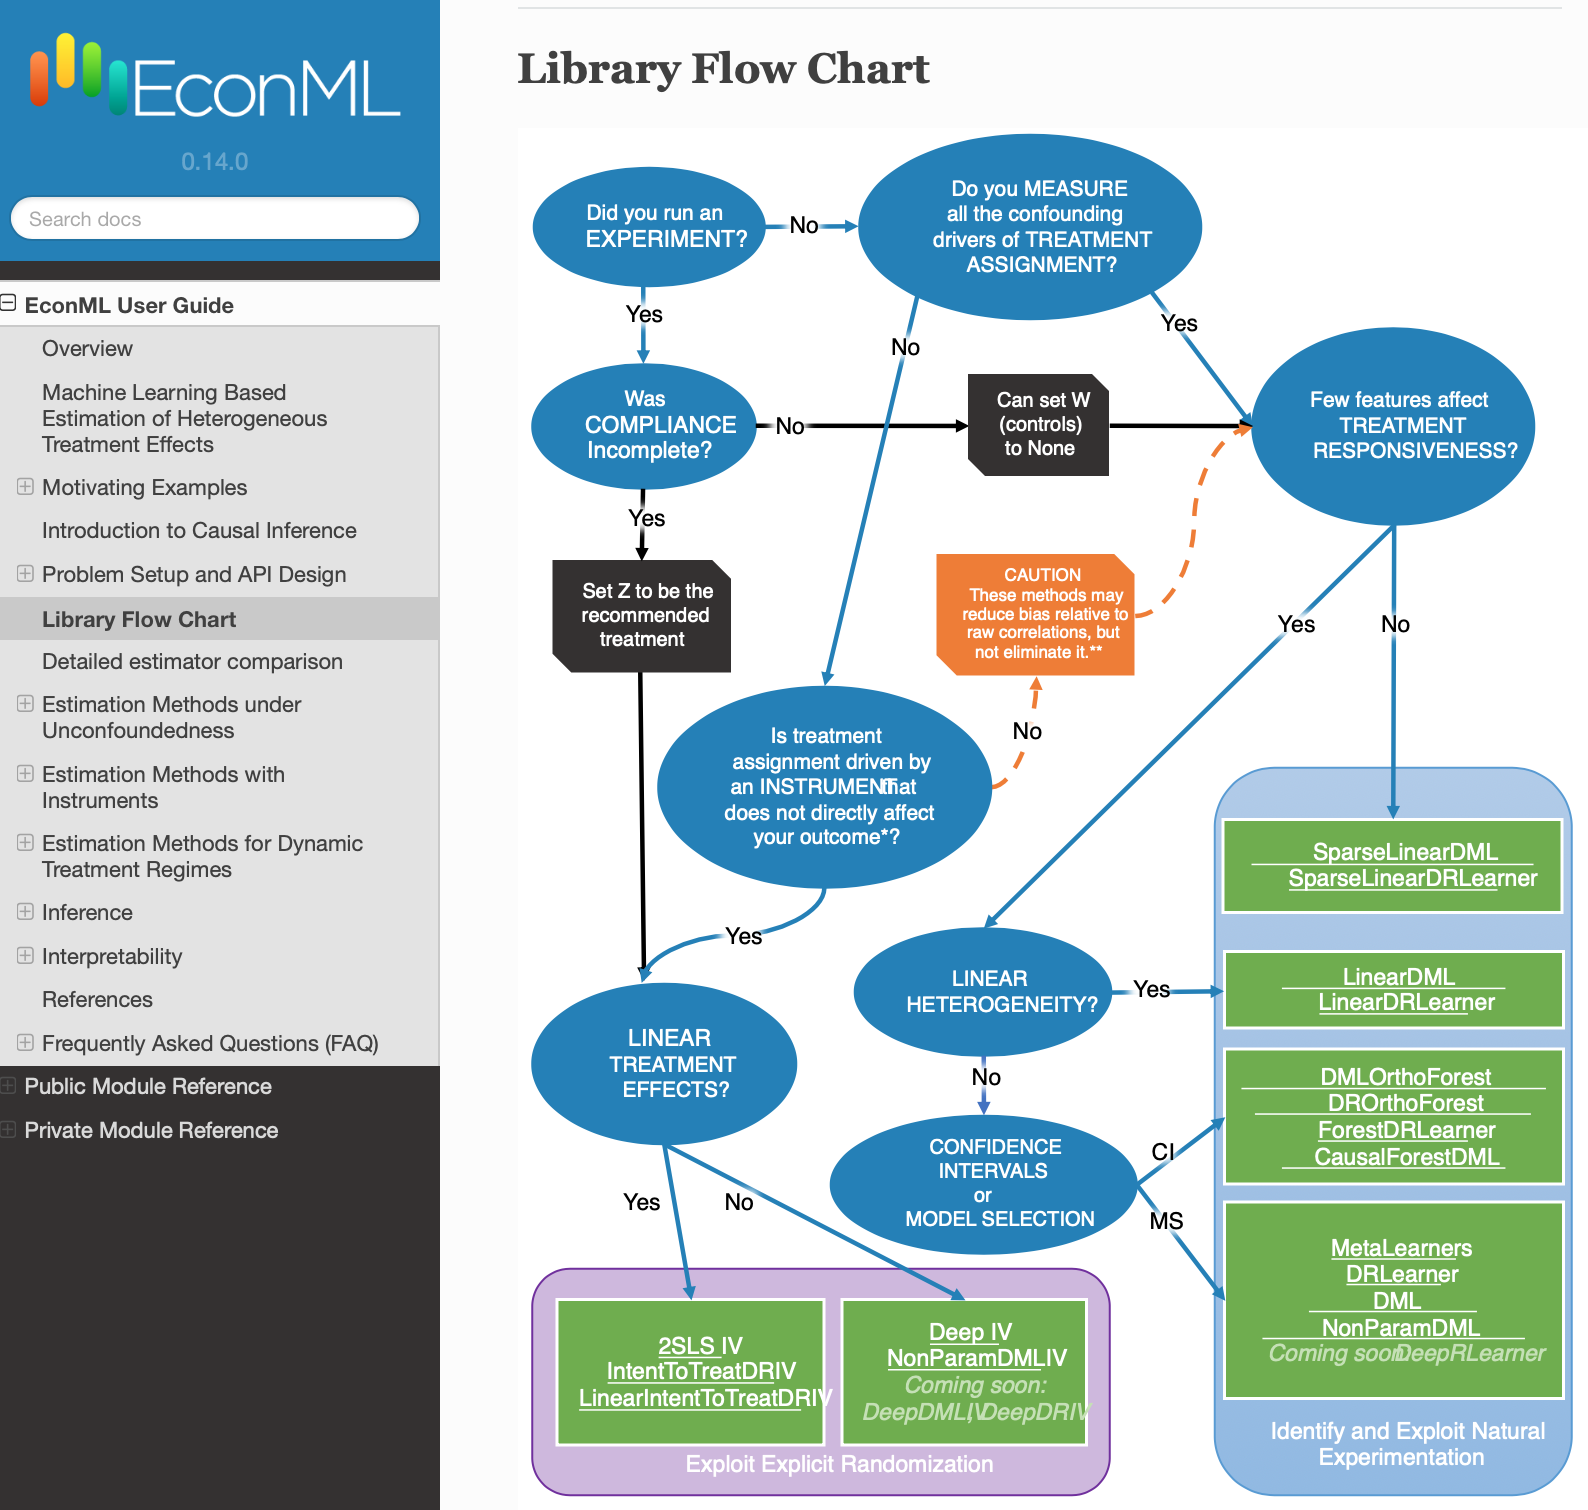 EconML
0.14.0
Search docs
EconML User Guide
Overview
Machine Learning Based
Estimation of Heterogeneous
Treatment Effects
Motivating Examples
Introduction to Causal Inference
Problem Setup and API Design
Library Flow Chart
Detailed estimator comparison
Estimation Methods under
Unconfoundedness
Estimation Methods with
Instruments
Estimation Methods for Dynamic
Treatment Regimes
Inference
Interpretability
References
Frequently Asked Questions (FAQ)
Public Module Reference
Private Module Reference
Library Flow Chart
Did you run an
EXPERIMENT?
No
Do you MEASURE
all the confounding
drivers of TREATMENT
ASSIGNMENT?
Yes
No
Yes
Was
COMPLIANCE
Incomplete?
No
Can set W
(controls)
to None
Few features affect
TREATMENT
RESPONSIVENESS?
Yes
Set Z to be the
recommended
treatment
CAUTION
These methods may
reduce bias relative to
raw correlations, but
not eliminate it.**
Yes
No
No
Is treatment
assignment driven by
an INSTRUMENT that
does not directly affect
your outcome*?
Yes
SparseLinearDML
SparseLinearDRLearner
LINEAR
HETEROGENEITY?
Yes
LinearDML
LinearDRLearner
No
LINEAR
TREATMENT
EFFECTS?
CONFIDENCE
INTERVALS
or
MODEL SELECTION
CI
MS
DMLOrthoForest
DROrthoForest
ForestDRLearner
CausalForestDML
Yes
No
MetaLearners
DRLearner
DML
NonParamDML
Coming soon: DeepRLearner
2SLS IV
IntentToTreatDRIV
LinearIntentToTreatDRIV
Deep IV
NonParamDMLIV
Coming soon:
DeepDMLIV, DeepDRIV
Exploit Explicit Randomization
Identify and Exploit Natural
Experimentation